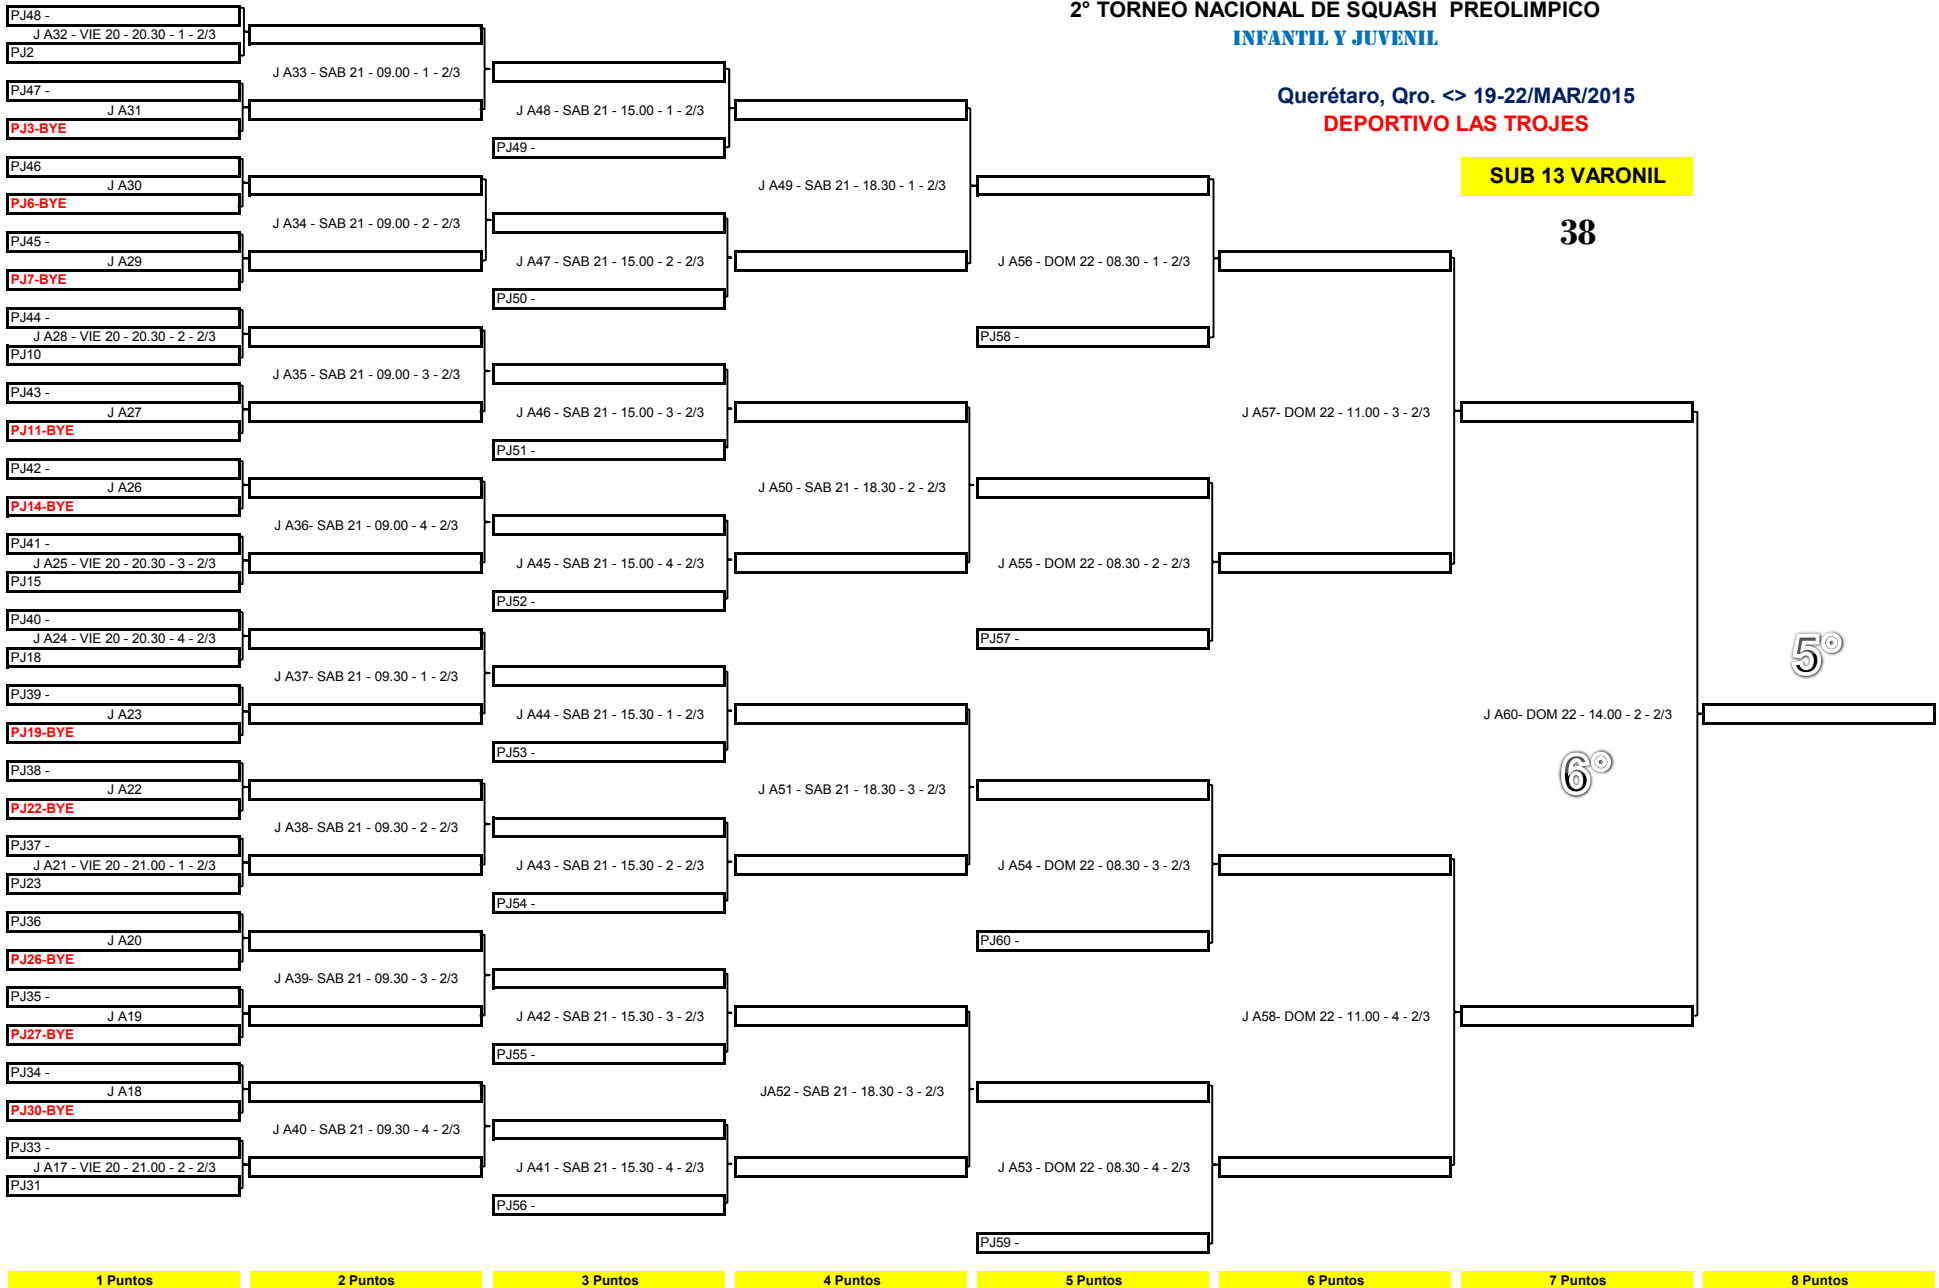 2° TORNEO NACIONAL DE SQUASH PREOLIMPICO
INFANTIL Y JUVENIL
Querétaro, Qro. <> 19-22/MAR/2015
DEPORTIVO LAS TROJES
SUB 13 VARONIL
38
PJ48 -
J A32 - VIE 20 - 20.30 - 1 - 2/3
PJ2
PJ47 -
J A31
PJ3-BYE
PJ46
J A30
PJ6-BYE
PJ45 -
J A29
PJ7-BYE
PJ44 -
J A28 - VIE 20 - 20.30 - 2 - 2/3
PJ10
PJ43 -
J A27
PJ11-BYE
PJ42 -
J A26
PJ14-BYE
PJ41 -
J A25 - VIE 20 - 20.30 - 3 - 2/3
PJ15
PJ40 -
J A24 - VIE 20 - 20.30 - 4 - 2/3
PJ18
PJ39 -
J A23
PJ19-BYE
PJ38 -
J A22
PJ22-BYE
PJ37 -
J A21 - VIE 20 - 21.00 - 1 - 2/3
PJ23
PJ36
J A20
PJ26-BYE
PJ35 -
J A19
PJ27-BYE
PJ34 -
J A18
PJ30-BYE
PJ33 -
J A17 - VIE 20 - 21.00 - 2 - 2/3
PJ31
J A33 - SAB 21 - 09.00 - 1 - 2/3
J A34 - SAB 21 - 09.00 - 2 - 2/3
J A35 - SAB 21 - 09.00 - 3 - 2/3
J A36- SAB 21 - 09.00 - 4 - 2/3
J A37- SAB 21 - 09.30 - 1 - 2/3
J A38- SAB 21 - 09.30 - 2 - 2/3
J A39- SAB 21 - 09.30 - 3 - 2/3
J A40 - SAB 21 - 09.30 - 4 - 2/3
J A48 - SAB 21 - 15.00 - 1 - 2/3
PJ49 -
J A47 - SAB 21 - 15.00 - 2 - 2/3
PJ50 -
J A46 - SAB 21 - 15.00 - 3 - 2/3
PJ51 -
J A45 - SAB 21 - 15.00 - 4 - 2/3
PJ52 -
J A44 - SAB 21 - 15.30 - 1 - 2/3
PJ53 -
J A43 - SAB 21 - 15.30 - 2 - 2/3
PJ54 -
J A42 - SAB 21 - 15.30 - 3 - 2/3
PJ55 -
J A41 - SAB 21 - 15.30 - 4 - 2/3
PJ56 -
J A49 - SAB 21 - 18.30 - 1 - 2/3
J A50 - SAB 21 - 18.30 - 2 - 2/3
J A51 - SAB 21 - 18.30 - 3 - 2/3
JA52 - SAB 21 - 18.30 - 3 - 2/3
J A56 - DOM 22 - 08.30 - 1 - 2/3
PJ58 -
J A55 - DOM 22 - 08.30 - 2 - 2/3
PJ57 -
J A54 - DOM 22 - 08.30 - 3 - 2/3
PJ60 -
J A53 - DOM 22 - 08.30 - 4 - 2/3
PJ59 -
J A57- DOM 22 - 11.00 - 3 - 2/3
J A58- DOM 22 - 11.00 - 4 - 2/3
J A60- DOM 22 - 14.00 - 2 - 2/3
6°
5°
1 Puntos
2 Puntos
3 Puntos
4 Puntos
5 Puntos
6 Puntos
7 Puntos
8 Puntos